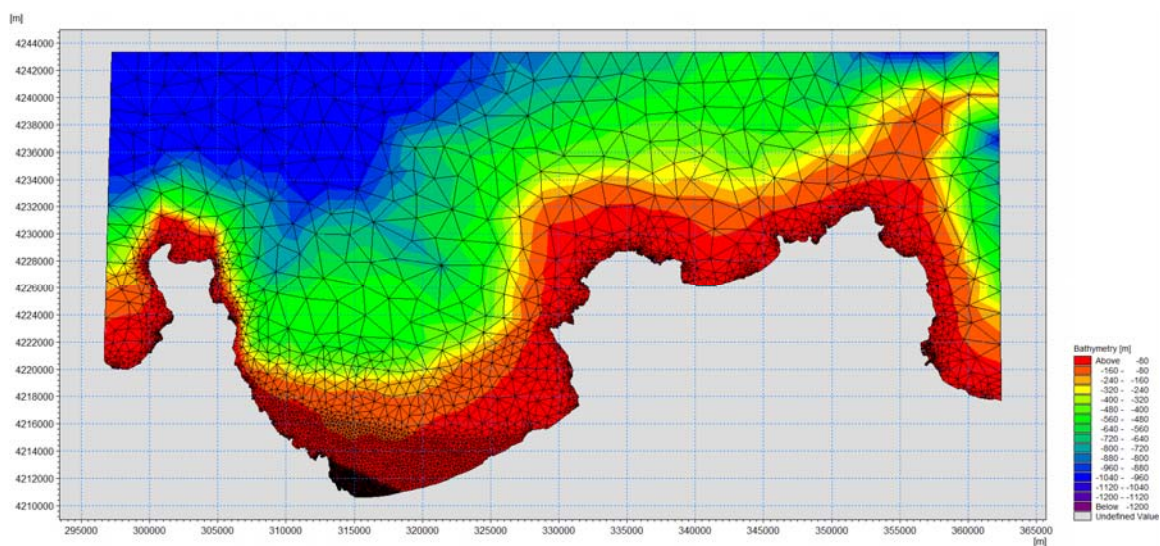 [m]
4244000
4242000
4240000
4238000
4236000
4234000
4232000
4230000
4228000
4226000
4224000
4222000
4220000
4218000
4216000
4214000
4212000
4210000
295000 300000 305000 310000 315000 320000 325000 330000 335000 340000 345000 350000 355000 360000 365000
[m]
Bathymetry [m]
Above -80
-160 - -80
-240 - -160
-320 - -240
-400 - -320
-480 - -400
-560 - -480
-640 - -560
-720 - -640
-800 - -720
-880 - -800
-960 - -880
-1040 - -960
-1120 - -1040
-1200 - -1120
Below -1200
Undefined Value